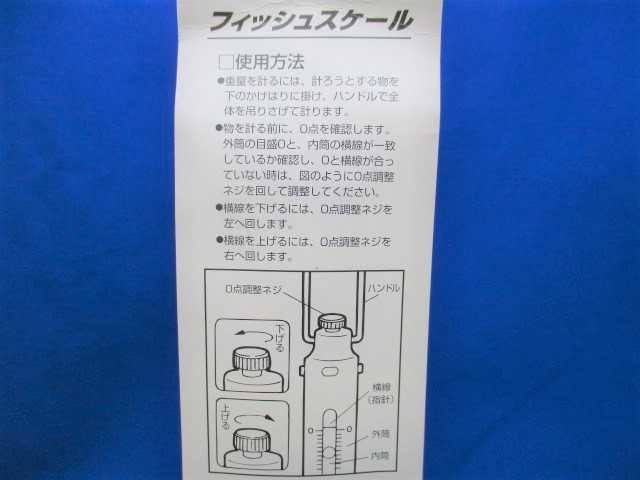 フィッシュスケール
□使用方法
●重量を計るには、計ろうとする物を
下のかけはりに掛け、ハンドルで全
体を吊りさげて計ります。
●物を計る前に、0点を確認します。
外筒の目盛0と、内筒の横線が一致
しているか確認し、0と横線が合っ
ていない時は、図のように0点調整
ネジを回して調整してください。
●横線を下げるには、0点調整ネジを
左へ回します。
●横線を上げるには、0点調整ネジを
右へ回します。
0点調整ネジ
ハンドル
下げる
上げる
横線
(指針)
0 0
外筒
内筒